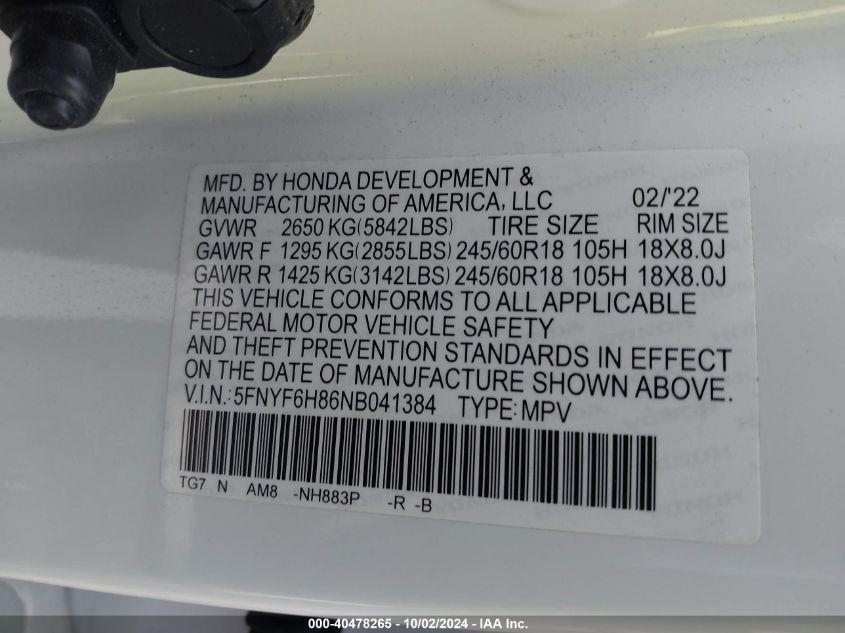 MFD. BY HONDA DEVELOPMENT &
MANUFACTURING OF AMERICA, LLC 02/'22
GVWR 2650 KG(5842LBS) TIRE SIZE RIM SIZE
GAWR F 1295 KG(2855LBS) 245/60R18 105H 18X8.0J
GAWR R 1425 KG(3142LBS) 245/60R18 105H 18X8.0J
THIS VEHICLE CONFORMS TO ALL APPLICABLE
FEDERAL MOTOR VEHICLE SAFETY
AND THEFT PREVENTION STANDARDS IN EFFECT
ON THE DATE OF MANUFACTURE SHOWN ABOVE.
V.I.N.: 5FNYF6H86NB041384 TYPE: MPV
TG7 N AM8 -NH883P -R -B
000-40478265 - 10/02/2024 - IAA Inc.